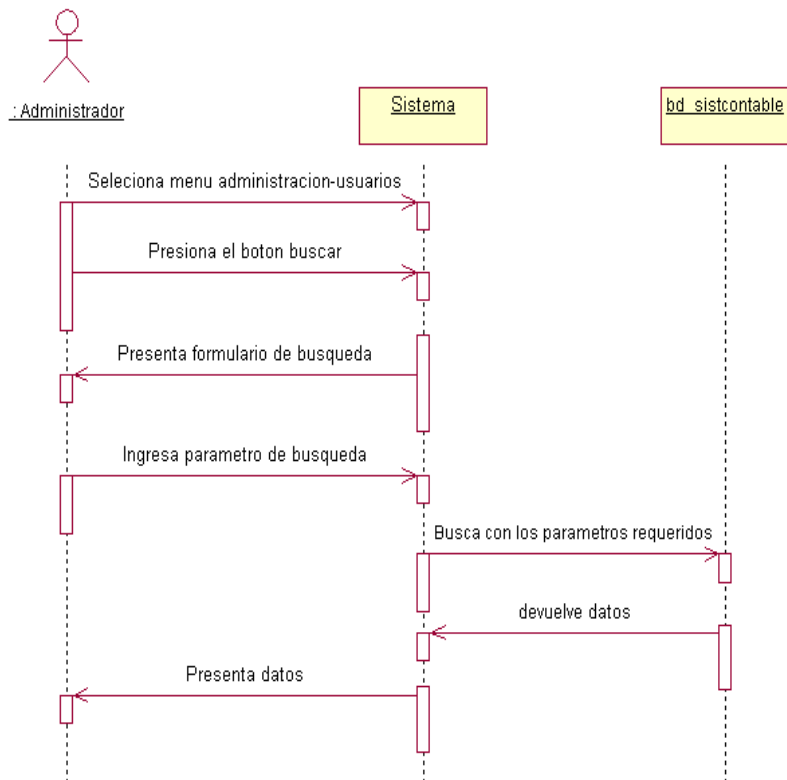 : Administrador
Sistema
bd_sistcontable
Seleciona menu administracion-usuarios
Presiona el boton buscar
Presenta formulario de busqueda
Ingresa parametro de busqueda
Busca con los parametros requeridos
devuelve datos
Presenta datos